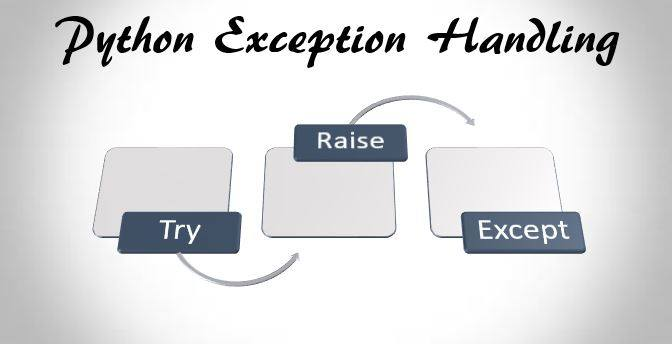 Python Exception Handling
Raise
Try
Except